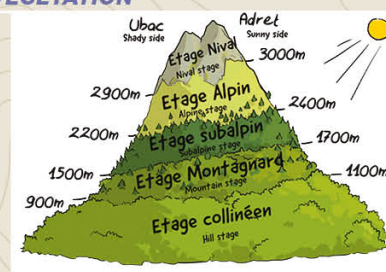 Ubac
Shady side
Adret
Sunny side
Etage Nival
Nival stage
3000m
2900m
Etage Alpin
Alpine stage
2400m
2200m
Etage subalpin
Subalpine stage
1700m
1500m
Etage Montagnard
Mountain stage
1100m
900m
Etage collinéen
Hill stage